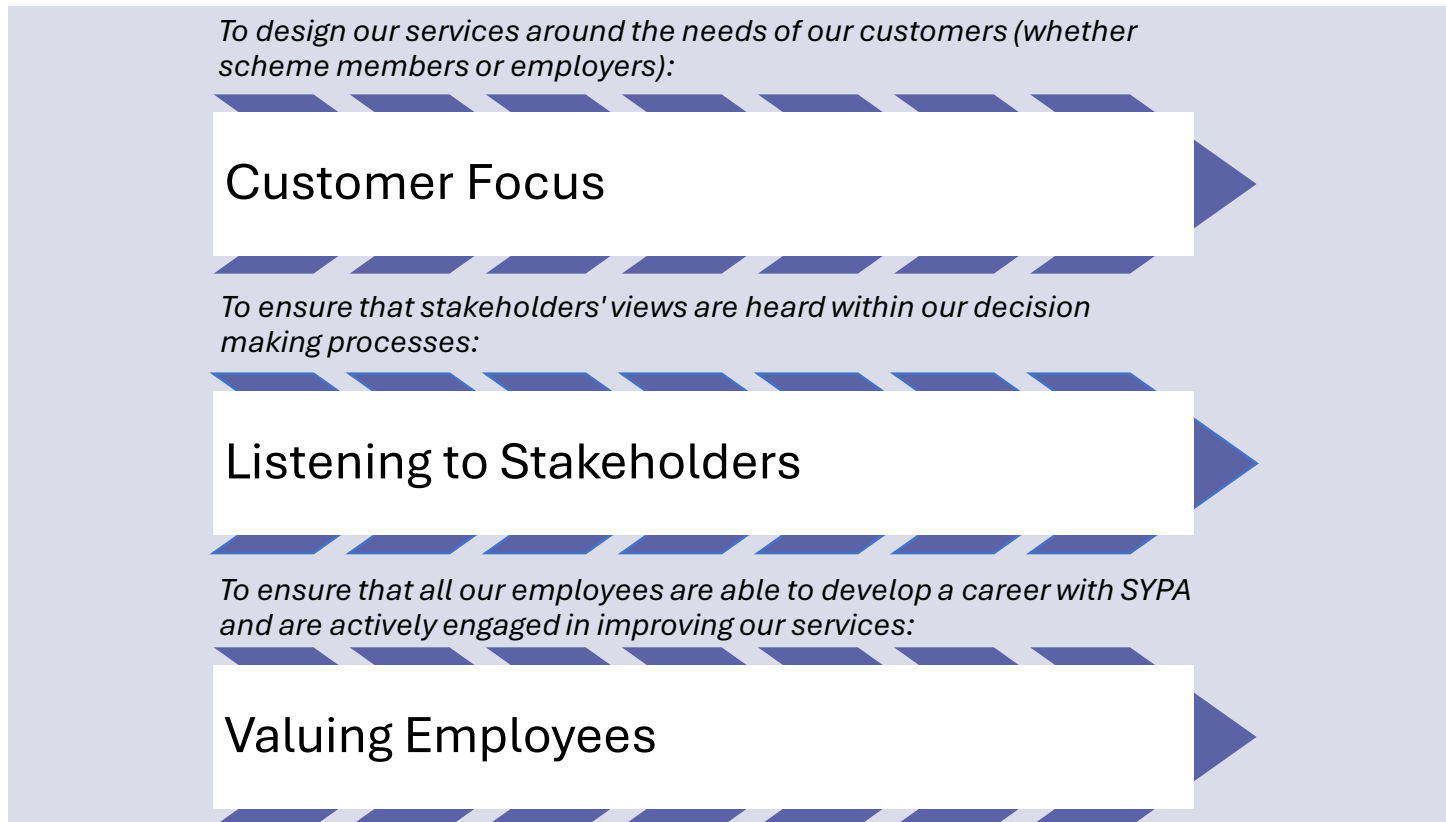 To design our services around the needs of our customers (whether
scheme members or employers):
Customer Focus
To ensure that stakeholders' views are heard within our decision
making processes:
Listening to Stakeholders
To ensure that all our employees are able to develop a career with SYPA
and are actively engaged in improving our services:
Valuing Employees